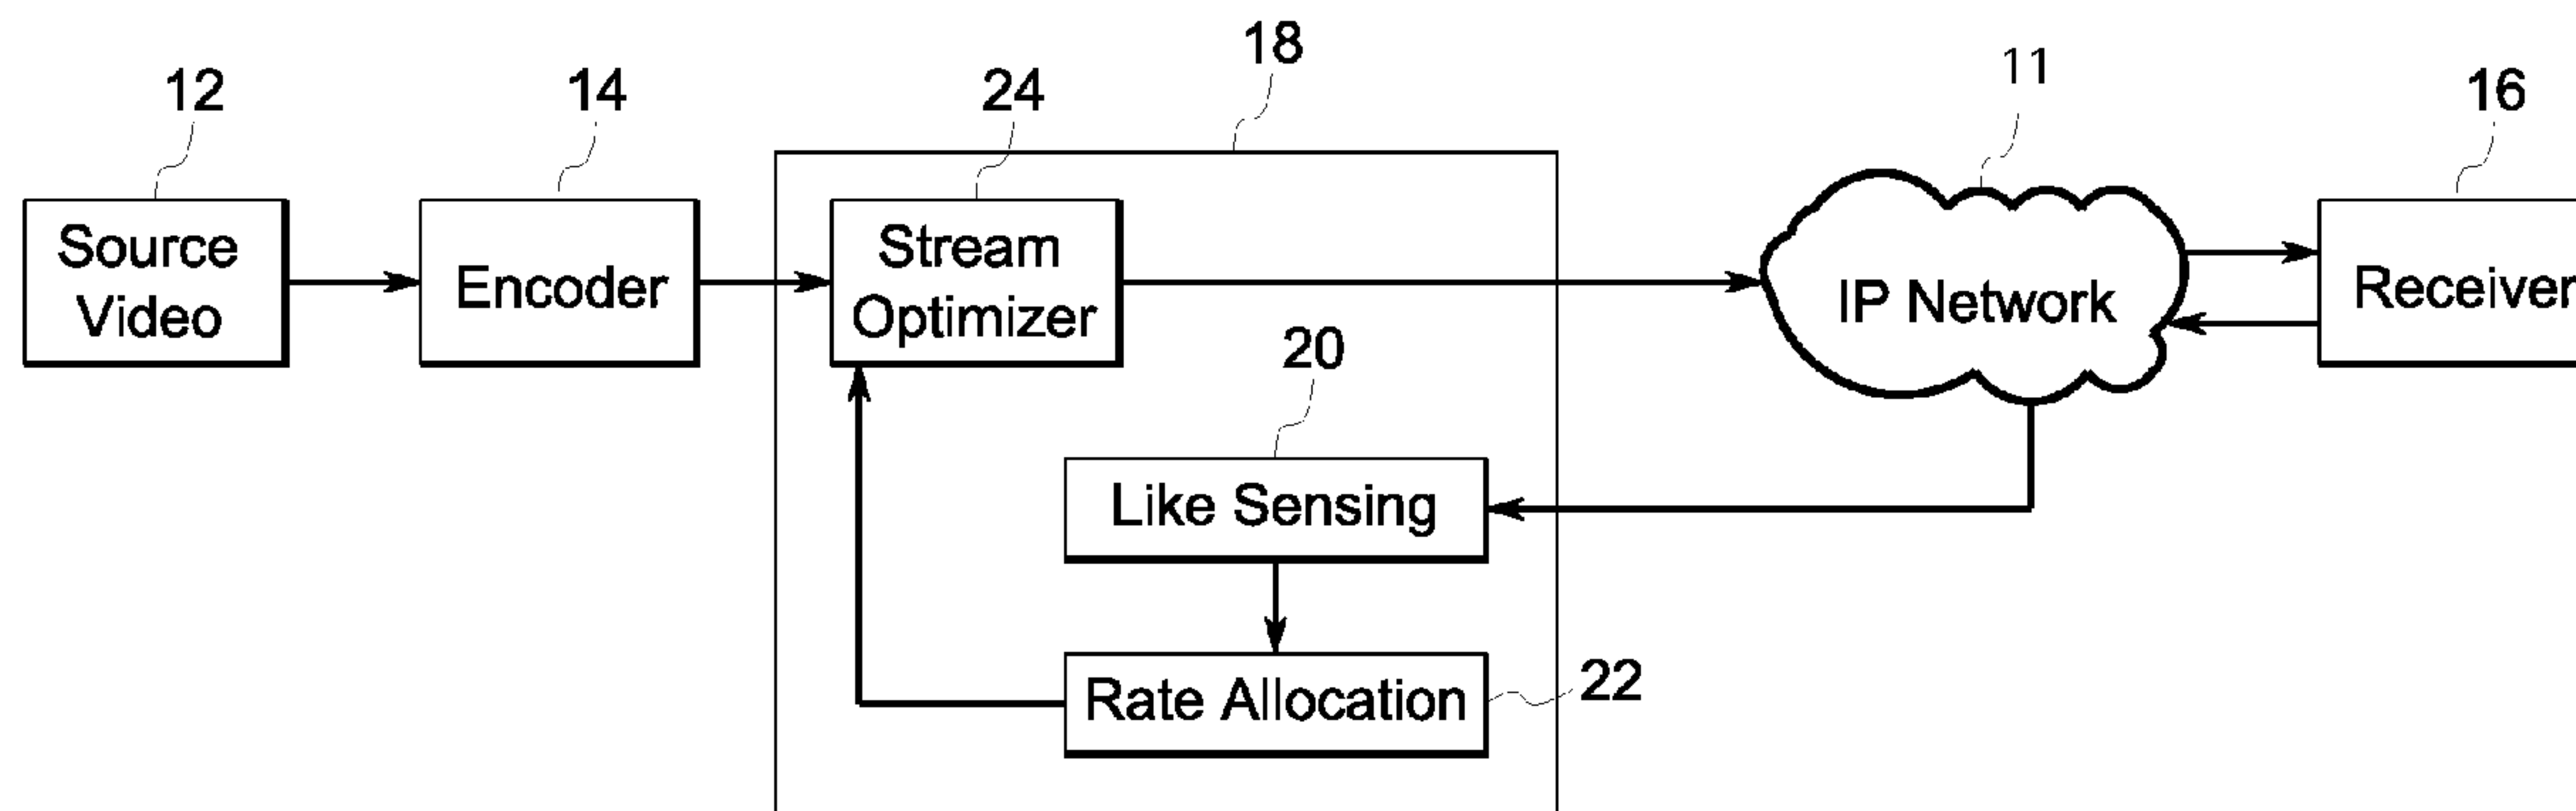 18
12
14
24
11
16
Source
Video
Encoder
Stream
Optimizer
IP Network
Receiver
20
Like Sensing
Rate Allocation
22